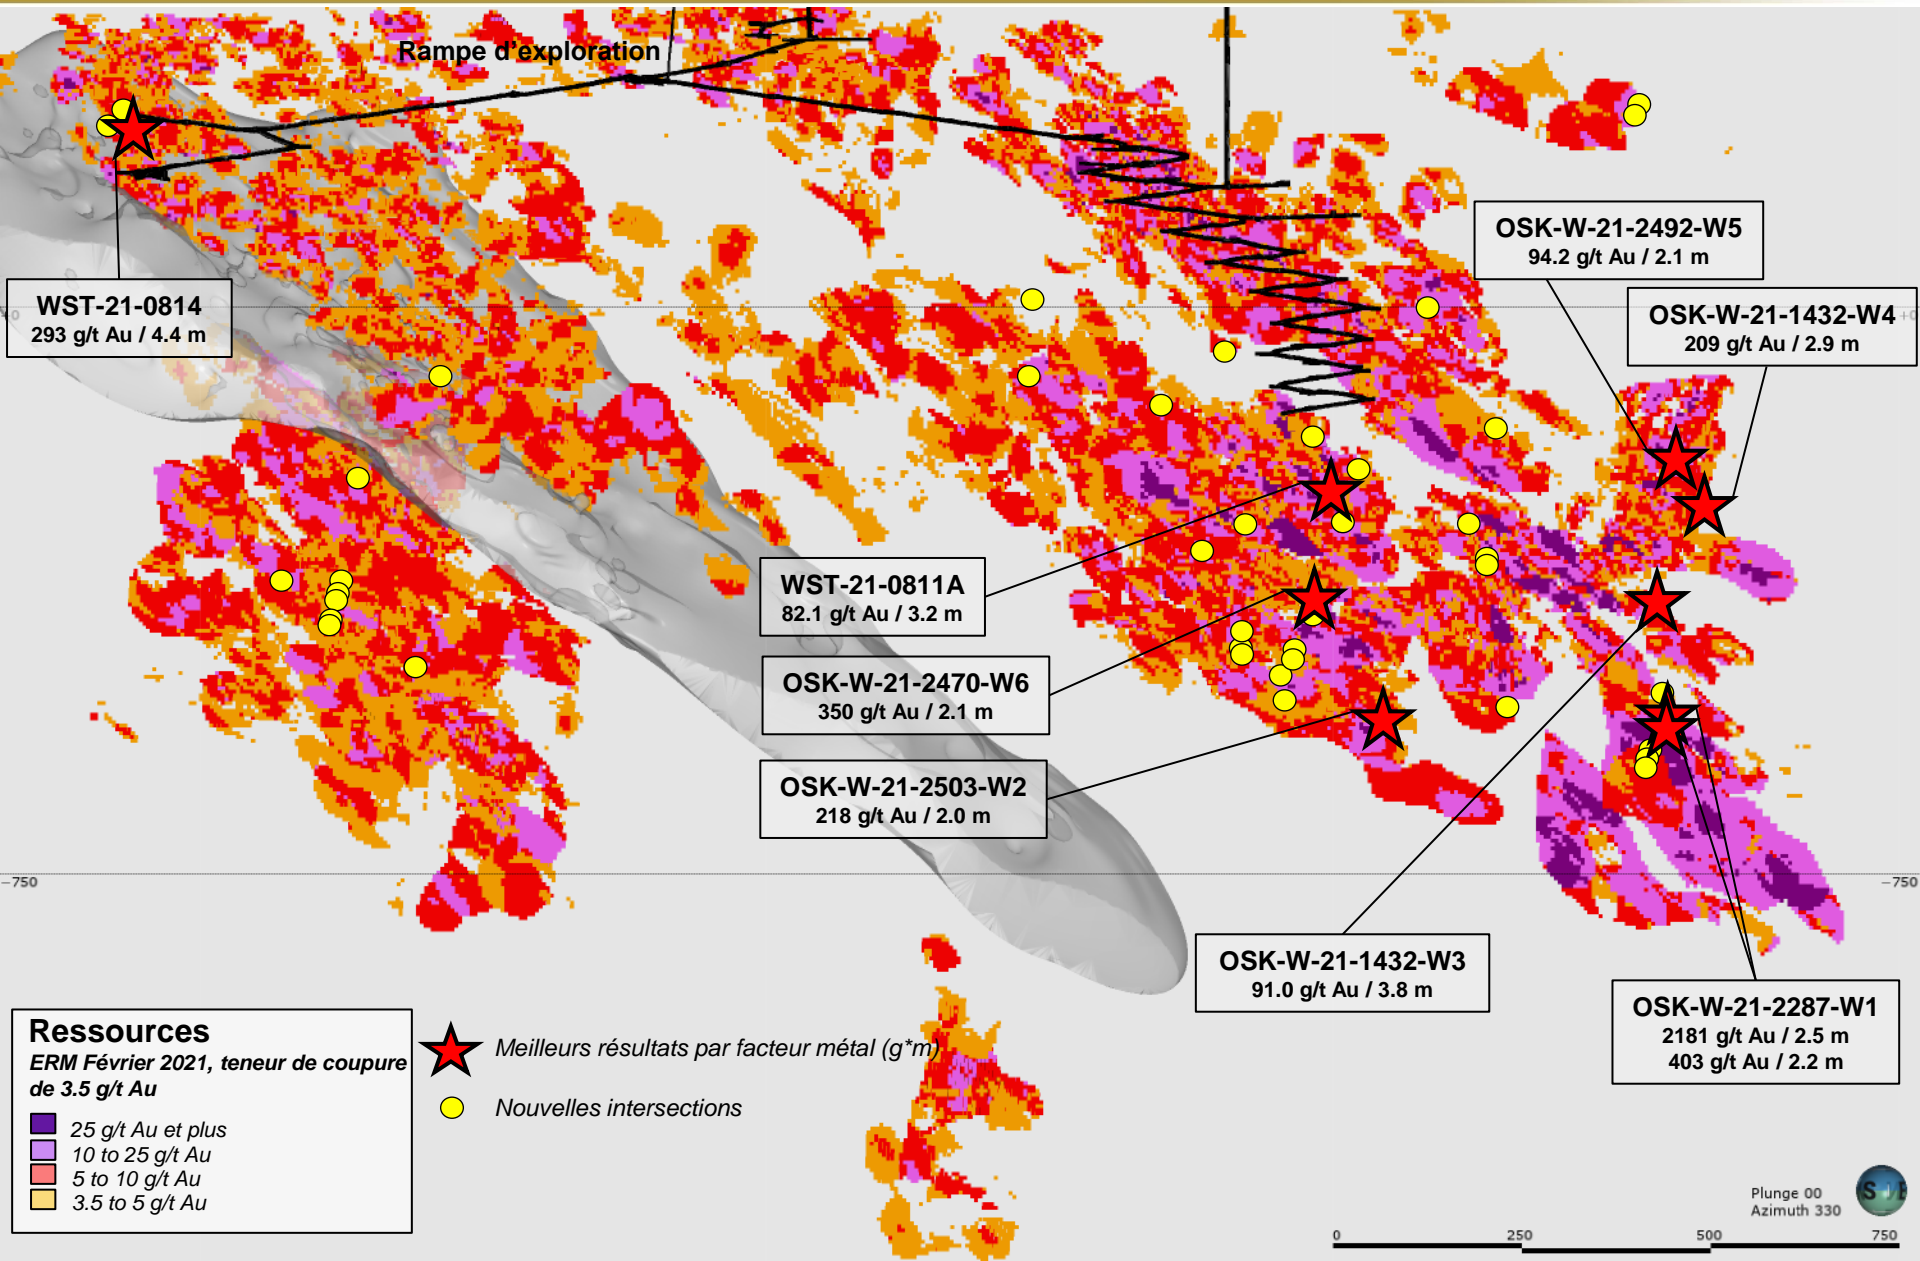 Rampe d'exploration
OSK-W-21-2492-W5
94.2 g/t Au / 2.1 m
WST-21-0814
293 g/t Au / 4.4 m
OSK-W-21-1432-W4
209 g/t Au / 2.9 m
+0
WST-21-0811A
82.1 g/t Au / 3.2 m
OSK-W-21-2470-W6
350 g/t Au / 2.1 m
OSK-W-21-2503-W2
218 g/t Au / 2.0 m
−750
−750
OSK-W-21-1432-W3
91.0 g/t Au / 3.8 m
OSK-W-21-2287-W1
2181 g/t Au / 2.5 m
403 g/t Au / 2.2 m
Ressources
ERM Février 2021, teneur de coupure
de 3.5 g/t Au
25 g/t Au et plus
10 to 25 g/t Au
5 to 10 g/t Au
3.5 to 5 g/t Au
Meilleurs résultats par facteur métal (g*m)
Nouvelles intersections
Plunge 00
Azimuth 330
0 250 500 750